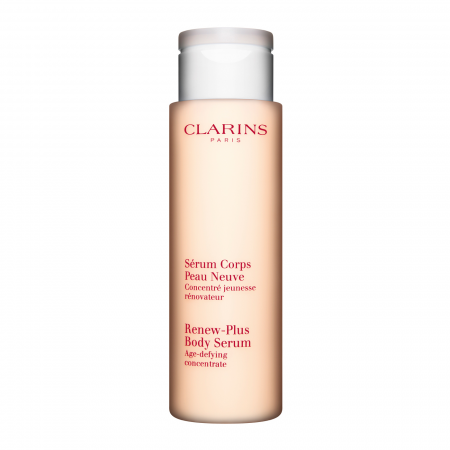 CLARINS
PARIS
Sérum Corps
Peau Neuve
Concentré jeunesse
rénovateur
Renew-Plus
Body Serum
Age-defying
concentrate